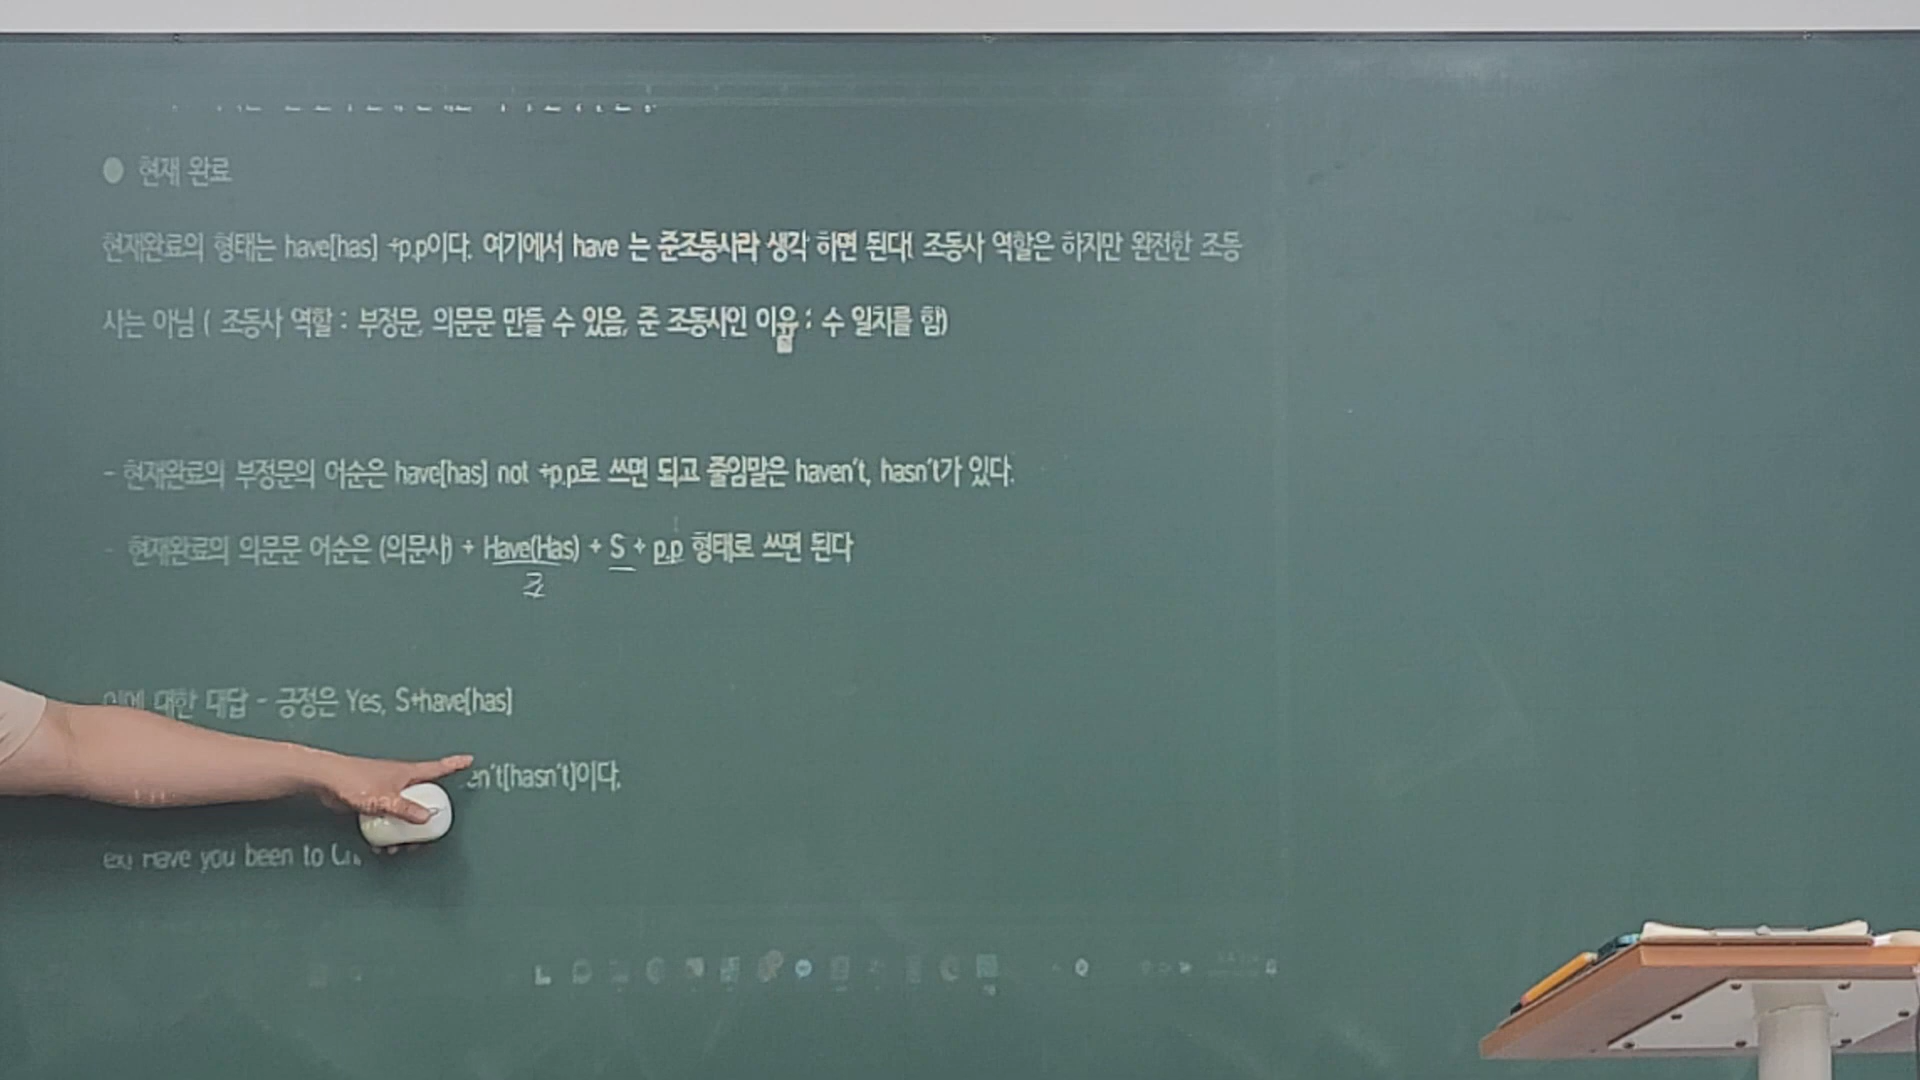 ● 현재 완료
현재완료의 형태는 have[has] +p.p이다. 여기에서 have 는 준조동사라 생각 하면 된다( 조동사 역할은 하지만 완전한 조동
사는 아님 ( 조동사 역할 : 부정문, 의문문 만들 수 있음, 준 조동사인 이유 : 수 일치를 함)
- 현재완료의 부정문의 어순은 have[has] not +p.p로 쓰면 되고 줄임말은 haven't, hasn't가 있다.
- 현재완료의 의문문 어순은 (의문사) + Have(Has) + S + p.p 형태로 쓰면 된다
대한 대답 - 긍정은 Yes, S+have[has]
en't[hasn't]이다.
ex) Have you been to